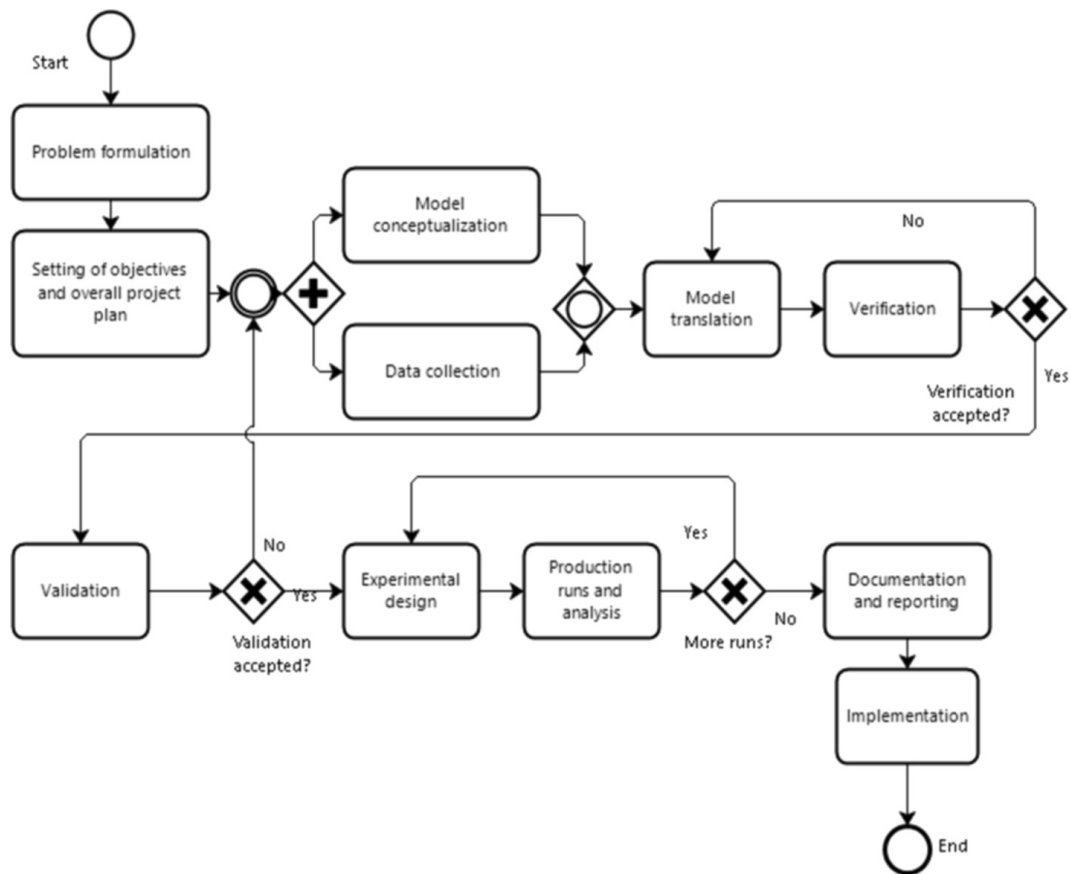 Start
Problem formulation
Setting of objectives
and overall project
plan
Model
conceptualization
Data collection
Model
translation
Verification
No
Verification
accepted?
Yes
Validation
No
Yes
Validation
accepted?
Experimental
design
Production
runs and
analysis
Yes
More runs?
No
Documentation
and reporting
Implementation
End